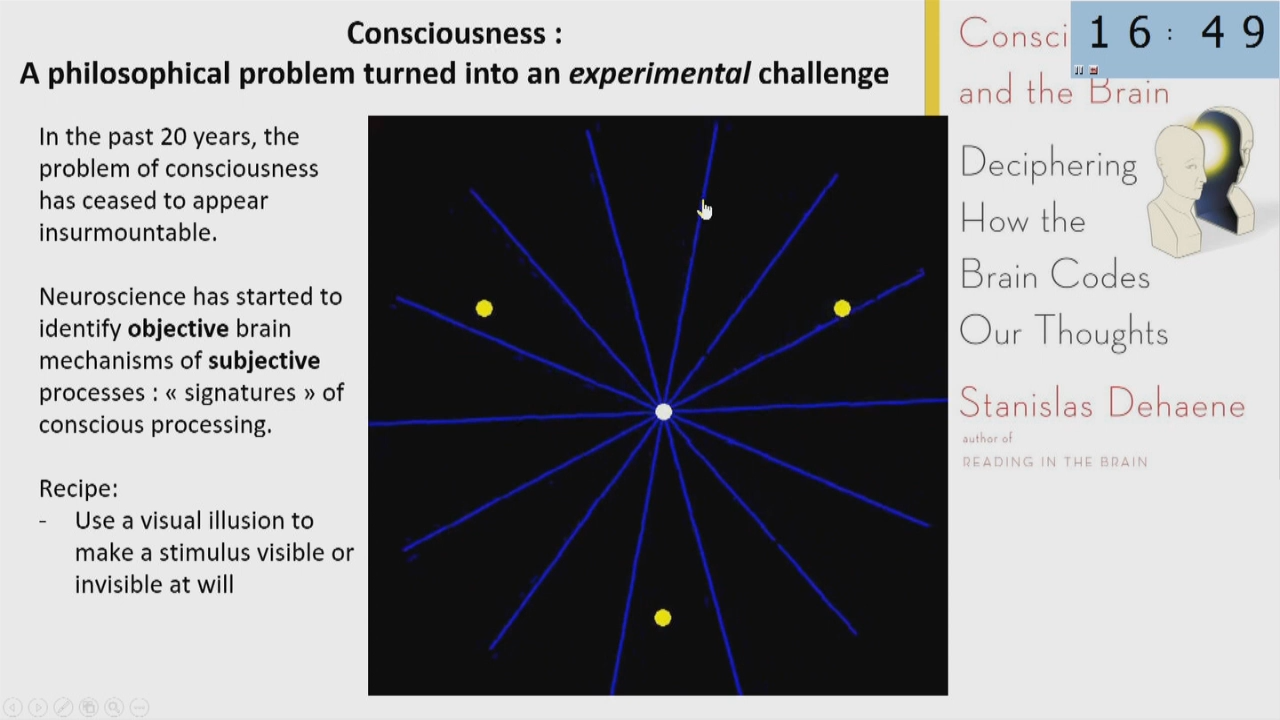 Consciousness :
A philosophical problem turned into an experimental challenge
In the past 20 years, the
problem of consciousness
has ceased to appear
insurmountable.
Neuroscience has started to
identify objective brain
mechanisms of subjective
processes : « signatures » of
conscious processing.
Recipe:
- Use a visual illusion to
make a stimulus visible or
invisible at will
Consci
and the Brain
Deciphering
How the
Brain Codes
Our Thoughts
Stanislas Dehaene
author of
READING IN THE BRAIN
16:49